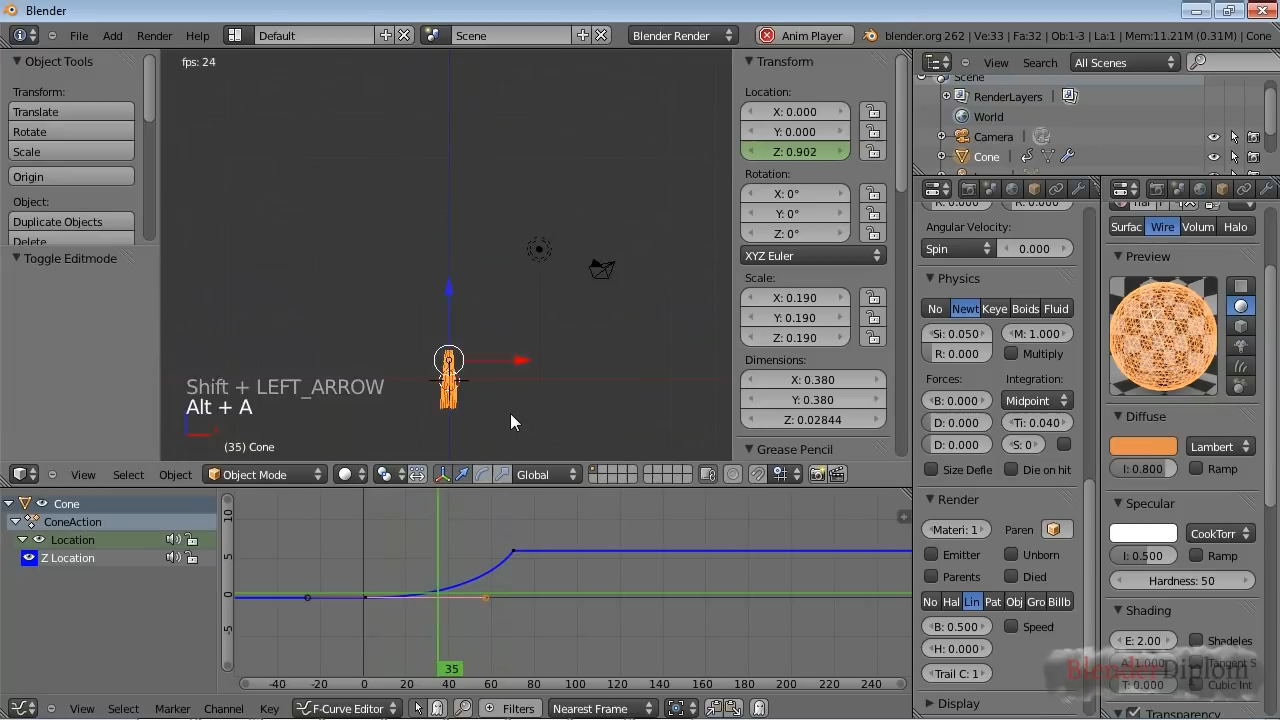 Blender
File Add Render Help Default Scene Blender Render Anim Player blender.org 262 | Ve:33 | Fa:32 | Ob:1-3 | La:1 | Mem:11.21M (0.31M) | Cone
Object Tools
Transform:
Translate
Rotate
Scale
Origin
Object:
Duplicate Objects
Delete
Toggle Editmode
fps: 24
Shift + LEFT_ARROW
Alt + A
(35) Cone
Transform
Location:
X: 0.000
Y: 0.000
Z: 0.902
Rotation:
X: 0°
Y: 0°
Z: 0°
XYZ Euler
Scale:
X: 0.190
Y: 0.190
Z: 0.190
Dimensions:
X: 0.380
Y: 0.380
Z: 0.02844
Grease Pencil
View Select Object Object Mode Global
Cone
ConeAction
Location
Z Location
10
5
0
-5
35
-40 -20 0 20 40 60 80 100 120 140 160 180 200 220 240
View Select Marker Channel Key F-Curve Editor Filters Nearest Frame
View Search All Scenes
Scene
RenderLayers
World
Camera
Cone
Angular Velocity:
Spin 0.000
Physics
No Newt Keye Boids Fluid
Si: 0.050 M: 1.000
R: 0.000 Multiply
Forces: Integration:
B: 0.000 Midpoint
D: 0.000 Ti: 0.040
D: 0.000 S: 0
Size Defle Die on hit
Render
Materi: 1 Paren
Emitter Unborn
Parents Died
No Hal Lin Pat Obj Gro Billb
B: 0.500 Speed
H: 0.000
Trail C: 1
Display
Surfac Wire Volum Halo
Preview
Diffuse
Lambert
I: 0.800 Ramp
Specular
CookTorr
I: 0.500 Ramp
Hardness: 50
Shading
E: 2.00 Shadeles
A: 1.000 Tangent S
T: 0.000 Cubic Int
Transparency
BlenderDiplom